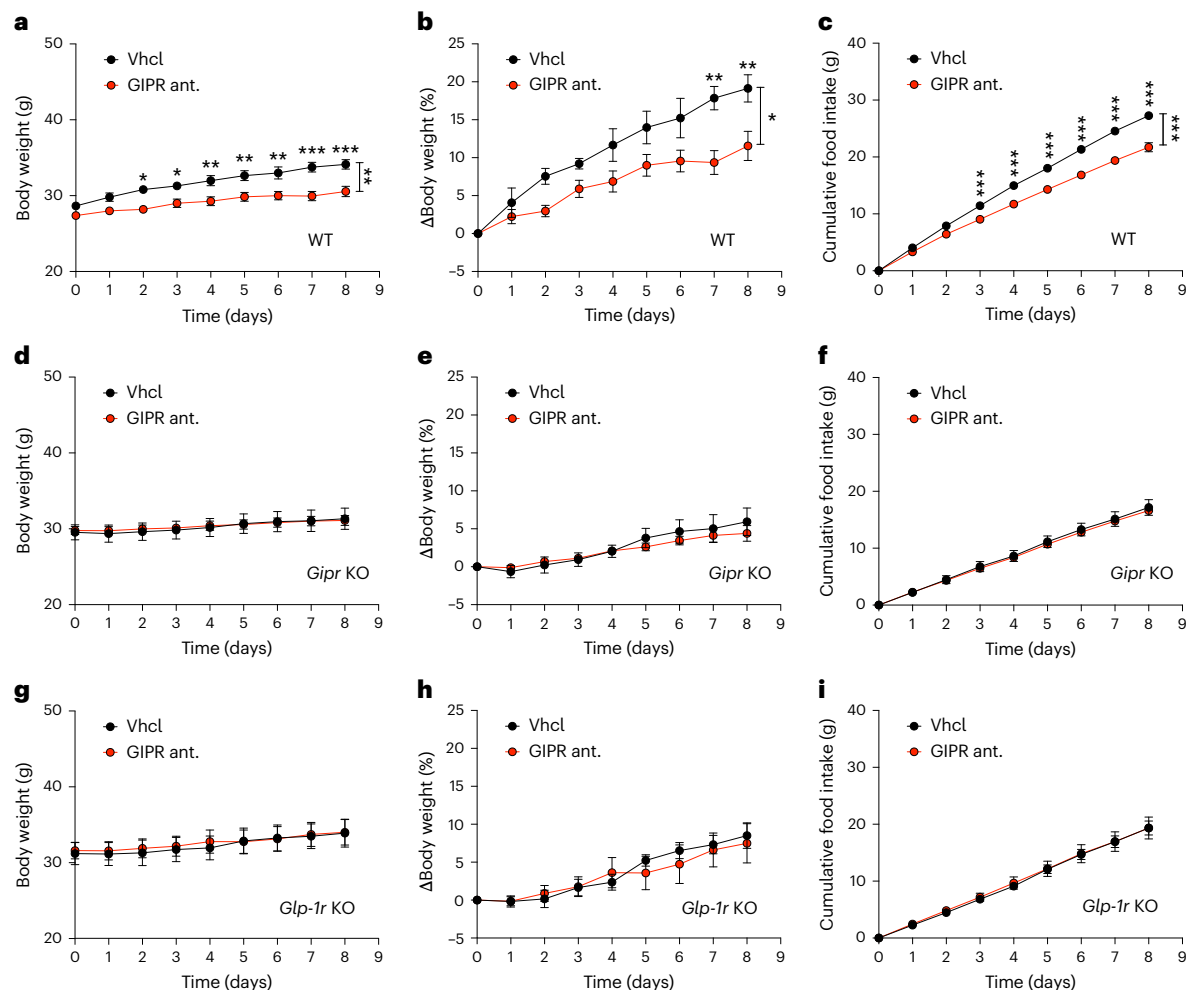 a
Body weight (g)
50
40
30
20
Vhcl
GIPR ant.
* * ** ** ** *** ***
**
WT
0 1 2 3 4 5 6 7 8 9
Time (days)
b
ΔBody weight (%)
25
20
15
10
5
0
−5
Vhcl
GIPR ant.
** **
*
WT
0 1 2 3 4 5 6 7 8 9
Time (days)
c
Cumulative food intake (g)
40
30
20
10
0
Vhcl
GIPR ant.
*** *** *** *** *** ***
***
WT
0 1 2 3 4 5 6 7 8 9
Time (days)
d
Body weight (g)
50
40
30
20
Vhcl
GIPR ant.
Gipr KO
0 1 2 3 4 5 6 7 8 9
Time (days)
e
ΔBody weight (%)
25
20
15
10
5
0
−5
Vhcl
GIPR ant.
Gipr KO
0 1 2 3 4 5 6 7 8 9
Time (days)
f
Cumulative food intake (g)
40
30
20
10
0
Vhcl
GIPR ant.
Gipr KO
0 1 2 3 4 5 6 7 8 9
Time (days)
g
Body weight (g)
50
40
30
20
Vhcl
GIPR ant.
Glp-1r KO
0 1 2 3 4 5 6 7 8 9
Time (days)
h
ΔBody weight (%)
25
20
15
10
5
0
−5
Vhcl
GIPR ant.
Glp-1r KO
0 1 2 3 4 5 6 7 8 9
Time (days)
i
Cumulative food intake (g)
40
30
20
10
0
Vhcl
GIPR ant.
Glp-1r KO
0 1 2 3 4 5 6 7 8 9
Time (days)